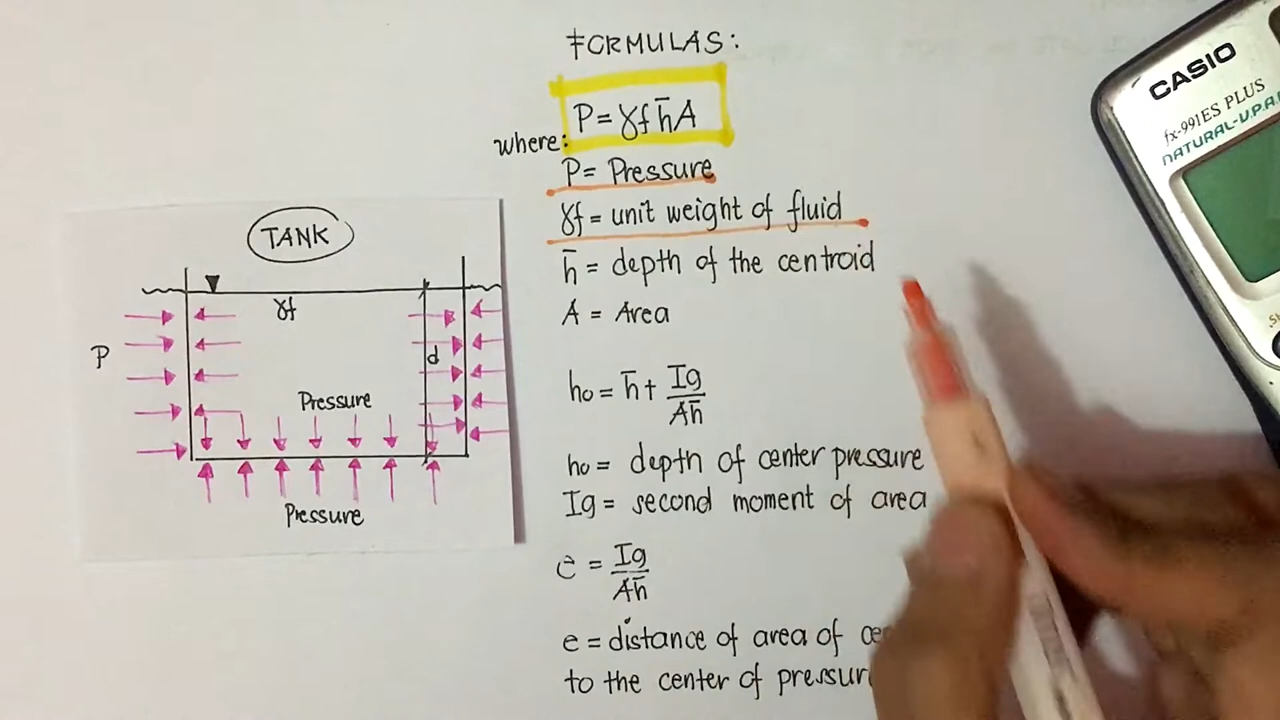 FORMULAS:
P = γf h̄ A
where:
P = Pressure
γf = unit weight of fluid
h̄ = depth of the centroid
A = Area
ho = h̄ + Ig
Ah̄
ho = depth of center pressure
Ig = second moment of area
e = Ig
Ah̄
e = distance of area of
to the center of
TANK
γf
P
d
Pressure
Pressure
CASIO
fx-991ES PLUS
NATURAL-V.P.A.